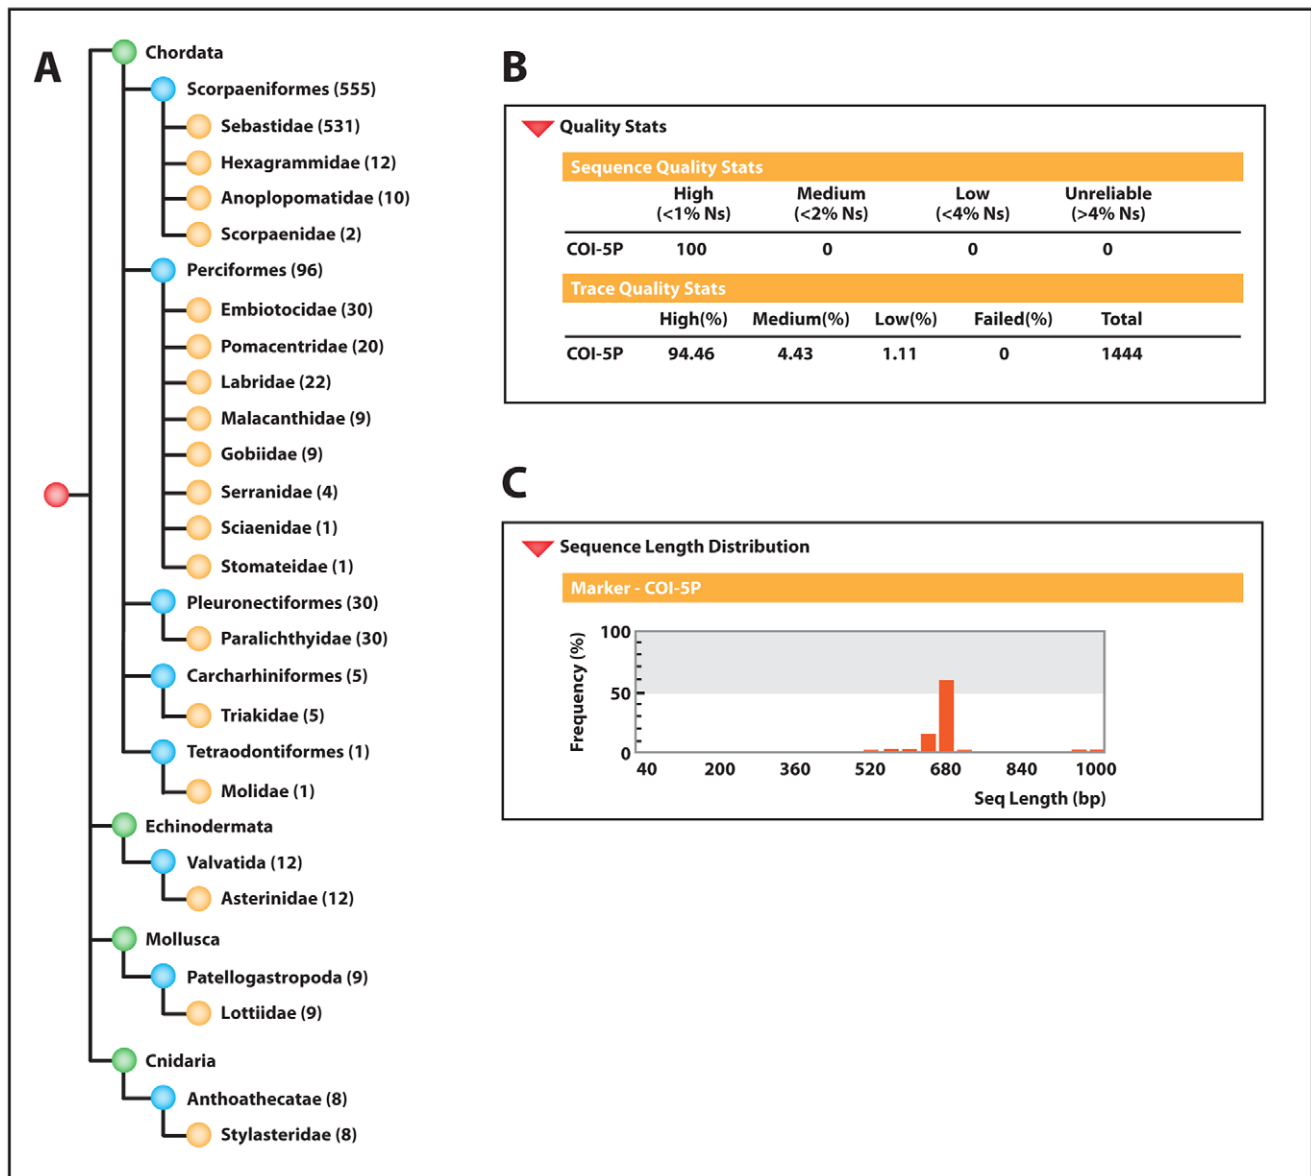 A
Chordata
Scorpaeniformes (555)
Sebastidae (531)
Hexagrammidae (12)
Anoplopomatidae (10)
Scorpaenidae (2)
Perciformes (96)
Embiotocidae (30)
Pomacentridae (20)
Labridae (22)
Malacanthidae (9)
Gobiidae (9)
Serranidae (4)
Sciaenidae (1)
Stomateidae (1)
Pleuronectiformes (30)
Paralichthyidae (30)
Carcharhiniformes (5)
Triakidae (5)
Tetraodontiformes (1)
Molidae (1)
Echinodermata
Valvatida (12)
Asterinidae (12)
Mollusca
Patellogastropoda (9)
Lottiidae (9)
Cnidaria
Anthoathecatae (8)
Stylasteridae (8)
B
Quality Stats
Sequence Quality Stats
High Medium Low Unreliable
(<1% Ns) (<2% Ns) (<4% Ns) (>4% Ns)
COI-5P 100 0 0 0
Trace Quality Stats
High(%) Medium(%) Low(%) Failed(%) Total
COI-5P 94.46 4.43 1.11 0 1444
C
Sequence Length Distribution
Marker - COI-5P
Frequency (%)
100
50
0
40 200 360 520 680 840 1000
Seq Length (bp)